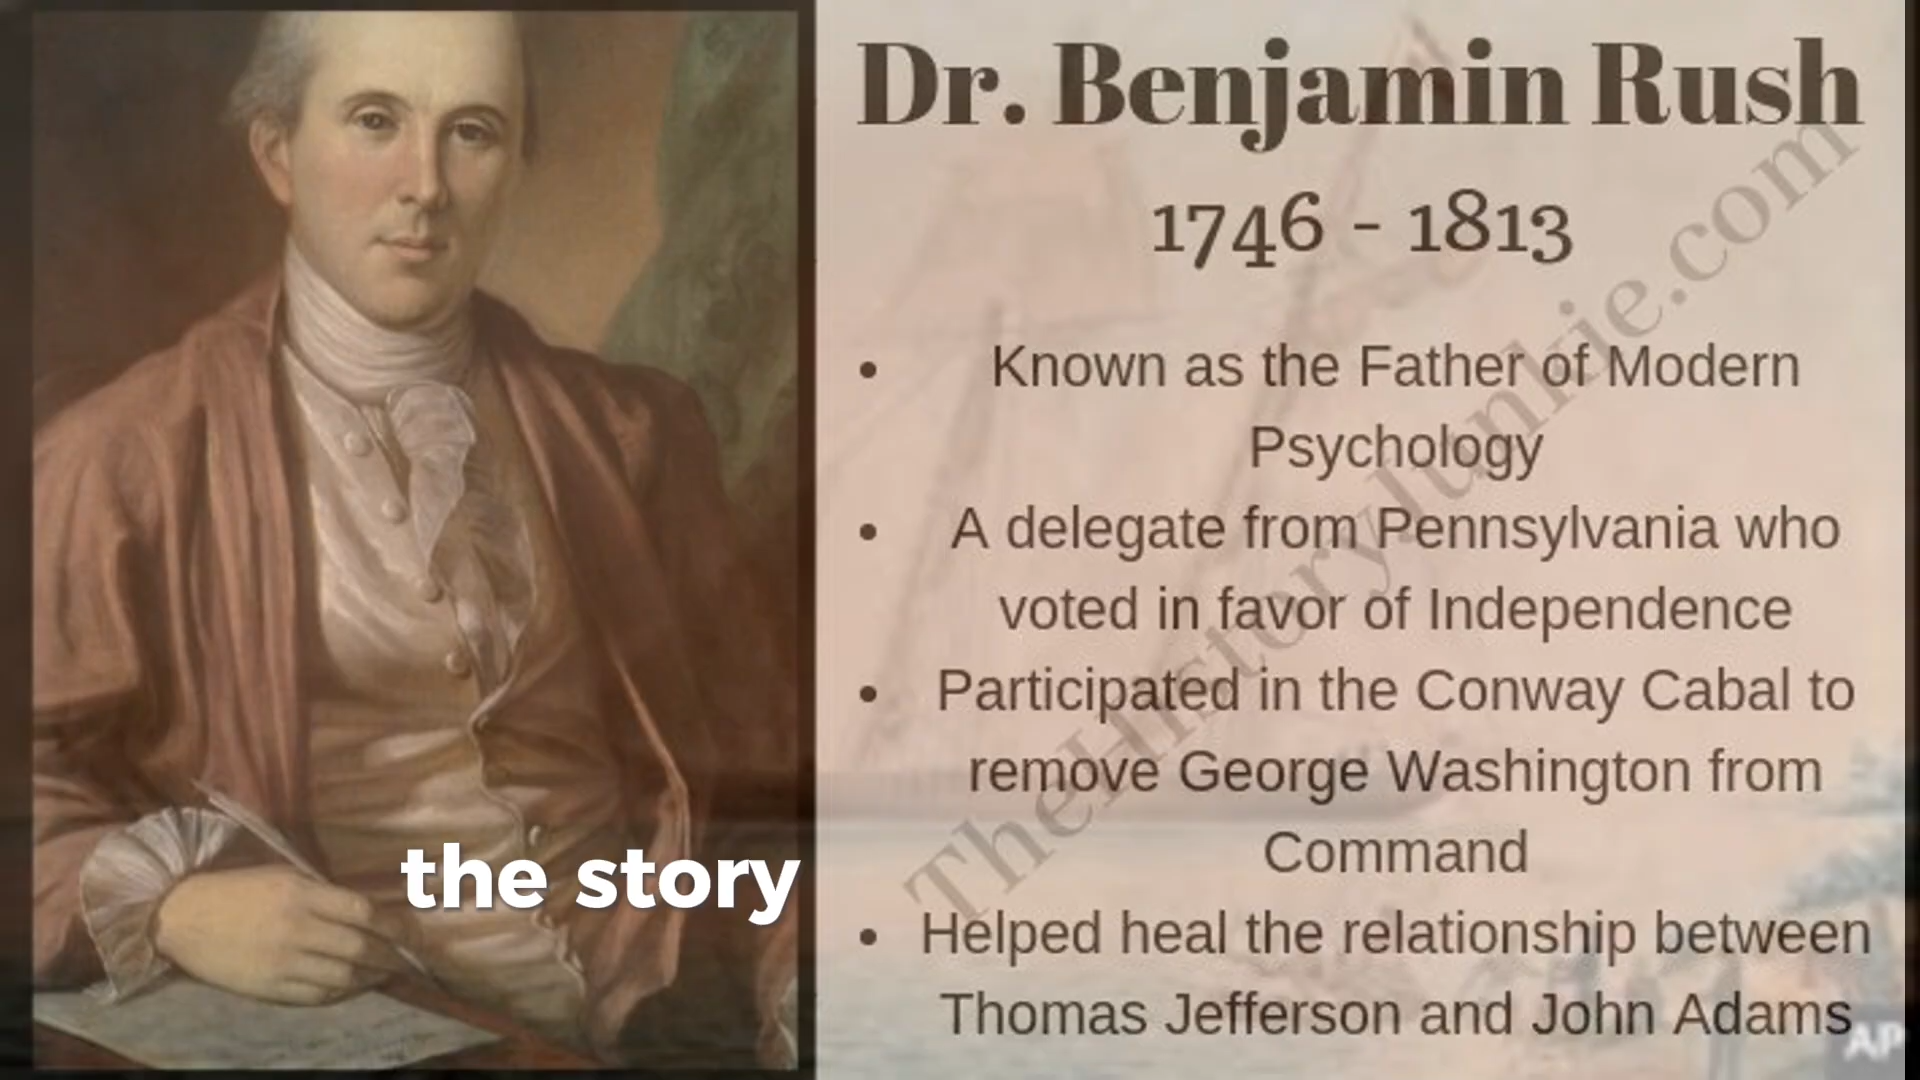 Dr. Benjamin Rush
1746 - 1813
• Known as the Father of Modern
Psychology
• A delegate from Pennsylvania who
voted in favor of Independence
• Participated in the Conway Cabal to
remove George Washington from
Command
• Helped heal the relationship between
Thomas Jefferson and John Adams
the story
TheHistoryJunkie.com
AP